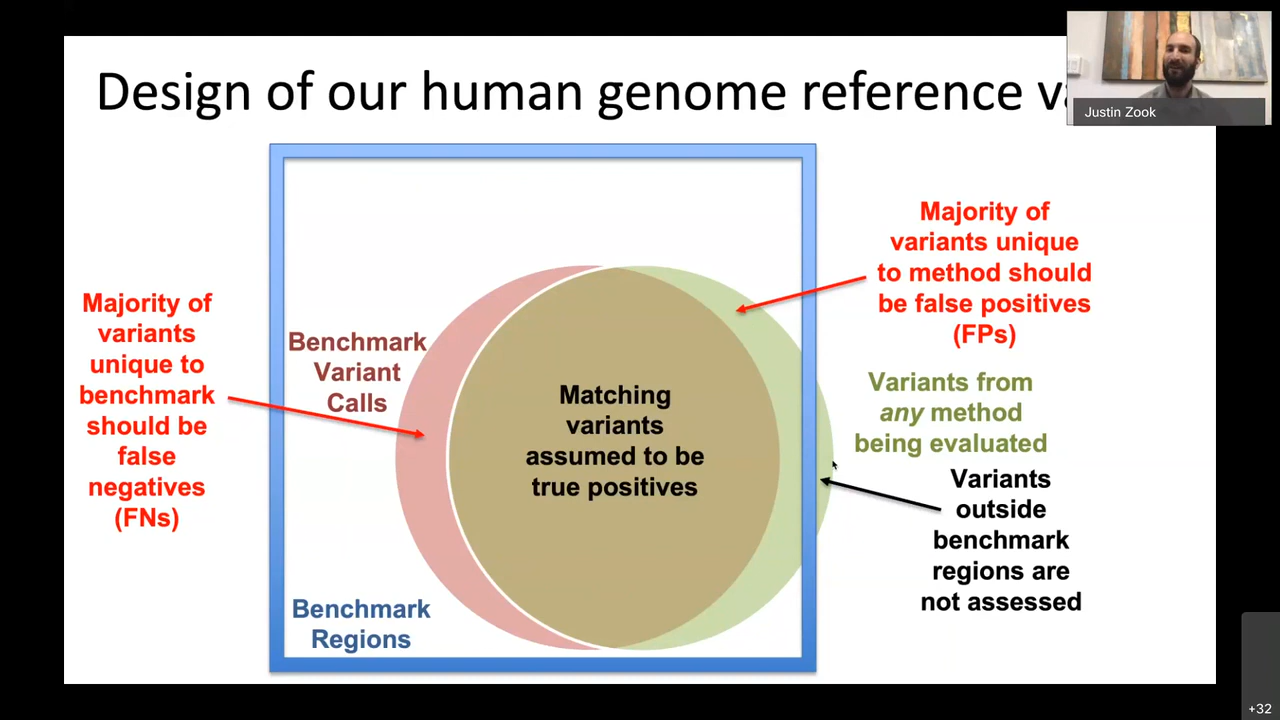 Design of our human genome reference
Justin Zook
Majority of
variants unique
to method should
be false positives
(FPs)
Majority of
variants
unique to
benchmark
should be
false
negatives
(FNs)
Benchmark
Variant
Calls
Matching
variants
assumed to be
true positives
Variants from
any method
being evaluated
Variants
outside
benchmark
regions are
not assessed
Benchmark
Regions
+32